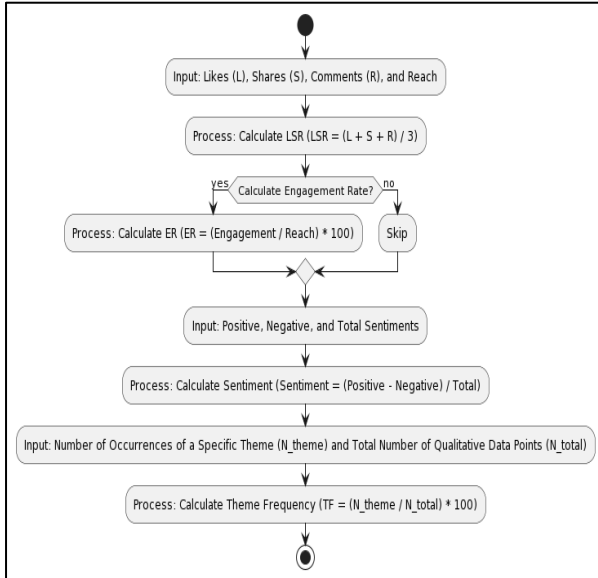 Input: Likes (L), Shares (S), Comments (R), and Reach
Process: Calculate LSR (LSR = (L + S + R) / 3)
yes
Calculate Engagement Rate?
no
Process: Calculate ER (ER = (Engagement / Reach) * 100)
Skip
Input: Positive, Negative, and Total Sentiments
Process: Calculate Sentiment (Sentiment = (Positive - Negative) / Total)
Input: Number of Occurrences of a Specific Theme (N_theme) and Total Number of Qualitative Data Points (N_total)
Process: Calculate Theme Frequency (TF = (N_theme / N_total) * 100)